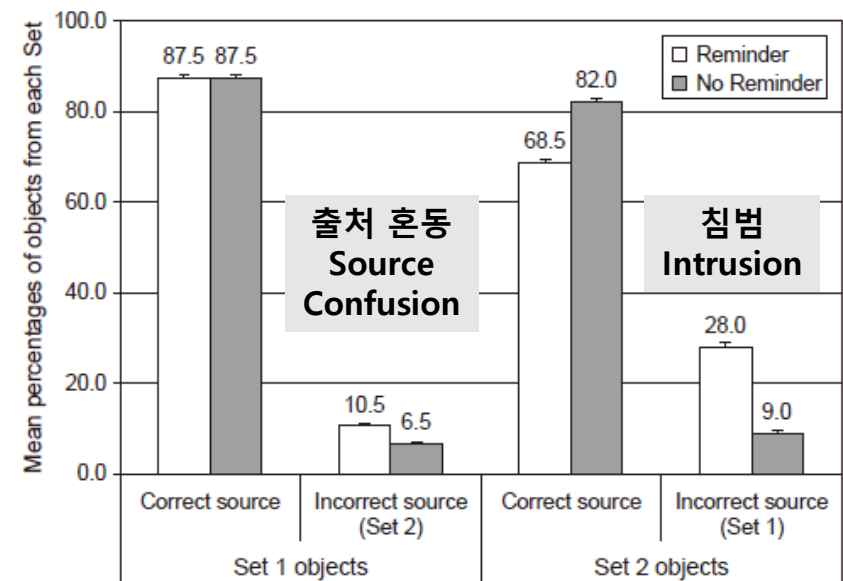 Mean percentages of objects from each Set
100.0
80.0
60.0
40.0
20.0
0.0
87.5 87.5
10.5
6.5
68.5
82.0
28.0
9.0
Reminder
No Reminder
출처 혼동
Source
Confusion
침범
Intrusion
Correct source
Incorrect source
(Set 2)
Correct source
Incorrect source
(Set 1)
Set 1 objects
Set 2 objects